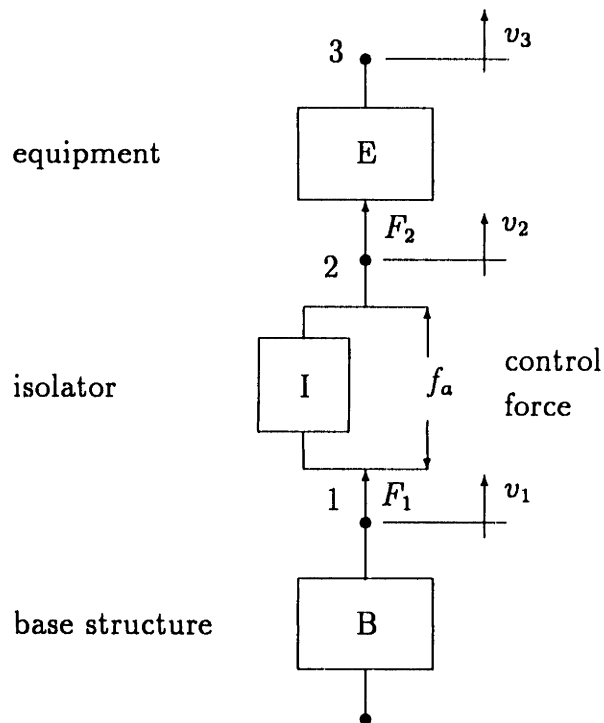 v3
3
equipment
E
F2
v2
2
isolator
I
fa
control
force
1
F1
v1
base structure
B